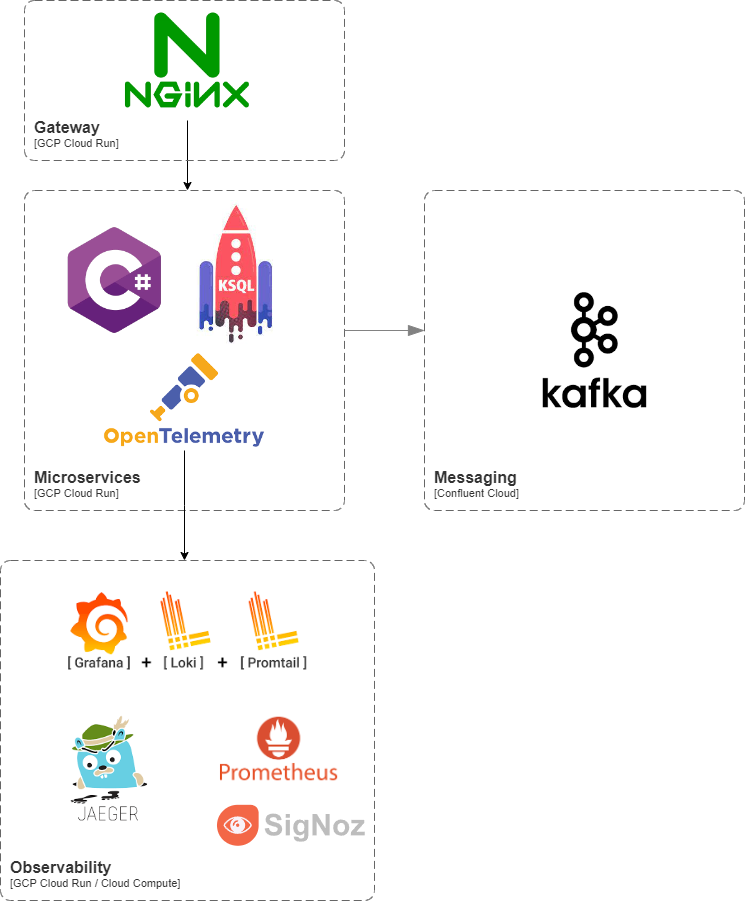 NGINX
Gateway
[GCP Cloud Run]
C#
KSQL
OpenTelemetry
Microservices
[GCP Cloud Run]
kafka
Messaging
[Confluent Cloud]
[ Grafana ] + [ Loki ] + [ Promtail ]
JAEGER
Prometheus
SigNoz
Observability
[GCP Cloud Run / Cloud Compute]